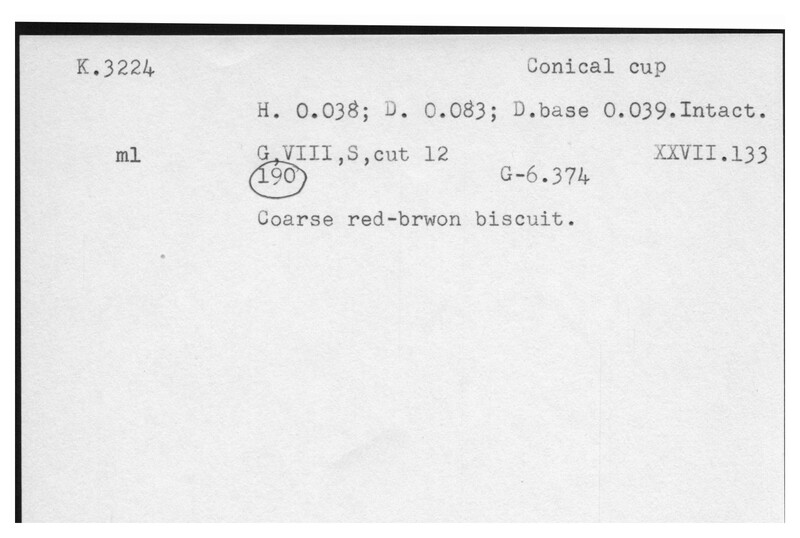 K.3224 Conical cup
H. 0.038; D. 0.083; D.base 0.039.Intact.
ml G,VIII,S,cut 12 XXVII.133
190 G-6.374
Coarse red-brwon biscuit.